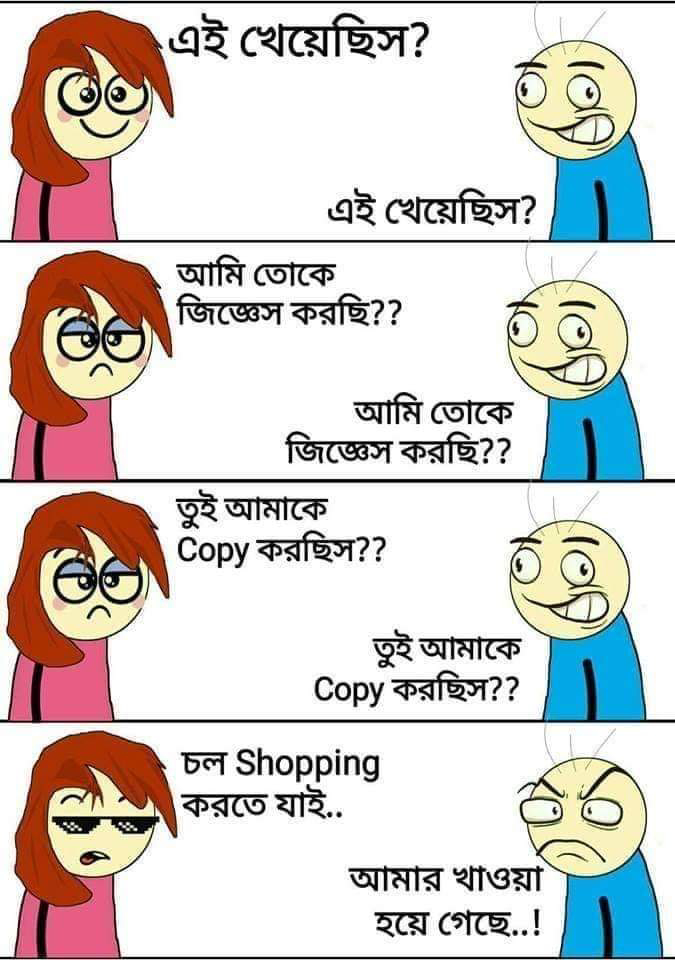 এই খেয়েছিস?
এই খেয়েছিস?
আমি তোকে
জিজ্ঞেস করছি??
আমি তোকে
জিজ্ঞেস করছি??
তুই আমাকে
Copy করছিস??
তুই আমাকে
Copy করছিস??
চল Shopping
করতে যাই..
আমার খাওয়া
হয়ে গেছে..!